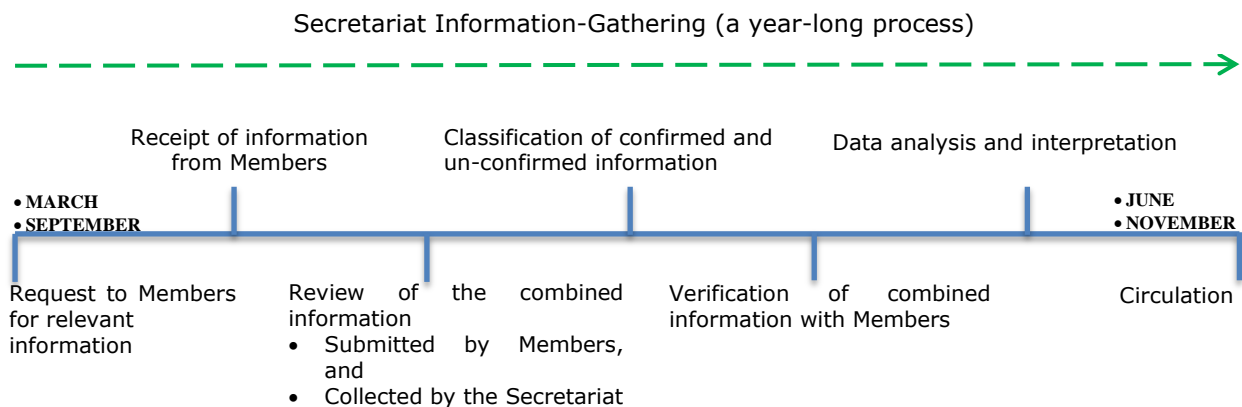 Secretariat Information-Gathering (a year-long process)
Receipt of information
from Members
Classification of confirmed and
un-confirmed information
Data analysis and interpretation
• MARCH
• SEPTEMBER
• JUNE
• NOVEMBER
Request to Members
for relevant
information
Review of the combined
information
• Submitted by Members,
and
• Collected by the Secretariat
Verification of combined
information with Members
Circulation